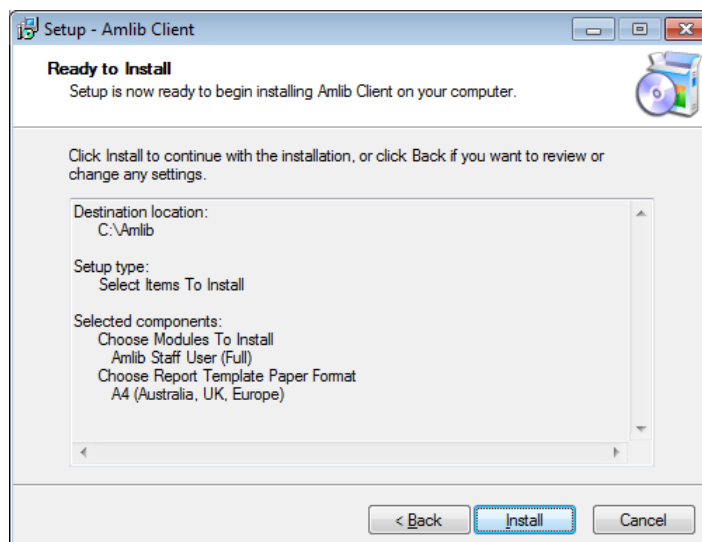 Setup - Amlib Client
Ready to Install
Setup is now ready to begin installing Amlib Client on your computer.
Click Install to continue with the installation, or click Back if you want to review or
change any settings.
Destination location:
C:\Amlib
Setup type:
Select Items To Install
Selected components:
Choose Modules To Install
Amlib Staff User (Full)
Choose Report Template Paper Format
A4 (Australia, UK, Europe)
< Back
Install
Cancel